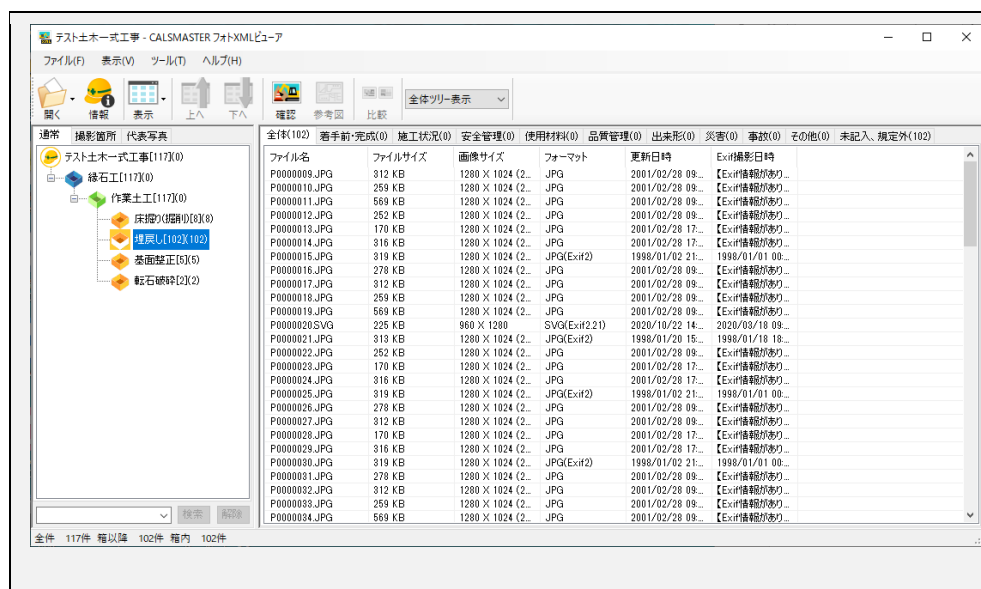 テスト土木一式工事 - CALSMASTER フォトXMLビューア
ファイル(F) 表示(V) ツール(T) ヘルプ(H)
開く 情報 表示 上へ 下へ 確認 参考図 比較 全体ツリー表示
通常 撮影箇所 代表写真
テスト土木一式工事[117](0)
縁石工[117](0)
作業土工[117](0)
床掘り(掘削)[8](8)
埋戻し[102](102)
基面整正[5](5)
転石破砕[2](2)
検索 解除
全体(102) 着手前・完成(0) 施工状況(0) 安全管理(0) 使用材料(0) 品質管理(0) 出来形(0) 災害(0) 事故(0) その他(0) 未記入、規定外(102)
ファイル名 ファイルサイズ 画像サイズ フォーマット 更新日時 Exif撮影日時
P0000009.JPG 312 KB 1280 X 1024 (2... JPG 2001/02/28 09:... 【Exif情報があり...
P0000010.JPG 259 KB 1280 X 1024 (2... JPG 2001/02/28 09:... 【Exif情報があり...
P0000011.JPG 569 KB 1280 X 1024 (2... JPG 2001/02/28 09:... 【Exif情報があり...
P0000012.JPG 252 KB 1280 X 1024 (2... JPG 2001/02/28 09:... 【Exif情報があり...
P0000013.JPG 170 KB 1280 X 1024 (2... JPG 2001/02/28 17:... 【Exif情報があり...
P0000014.JPG 316 KB 1280 X 1024 (2... JPG 2001/02/28 17:... 【Exif情報があり...
P0000015.JPG 319 KB 1280 X 1024 (2... JPG(Exif2) 1998/01/02 21:... 1998/01/01 00:...
P0000016.JPG 278 KB 1280 X 1024 (2... JPG 2001/02/28 09:... 【Exif情報があり...
P0000017.JPG 312 KB 1280 X 1024 (2... JPG 2001/02/28 09:... 【Exif情報があり...
P0000018.JPG 259 KB 1280 X 1024 (2... JPG 2001/02/28 09:... 【Exif情報があり...
P0000019.JPG 569 KB 1280 X 1024 (2... JPG 2001/02/28 09:... 【Exif情報があり...
P0000020.SVG 225 KB 960 X 1280 SVG(Exif2.21) 2020/10/22 14:... 2020/03/18 09:...
P0000021.JPG 313 KB 1280 X 1024 (2... JPG(Exif2) 1998/01/20 15:... 1998/01/18 18:...
P0000022.JPG 252 KB 1280 X 1024 (2... JPG 2001/02/28 09:... 【Exif情報があり...
P0000023.JPG 170 KB 1280 X 1024 (2... JPG 2001/02/28 17:... 【Exif情報があり...
P0000024.JPG 316 KB 1280 X 1024 (2... JPG 2001/02/28 17:... 【Exif情報があり...
P0000025.JPG 319 KB 1280 X 1024 (2... JPG(Exif2) 1998/01/02 21:... 1998/01/01 00:...
P0000026.JPG 278 KB 1280 X 1024 (2... JPG 2001/02/28 09:... 【Exif情報があり...
P0000027.JPG 312 KB 1280 X 1024 (2... JPG 2001/02/28 09:... 【Exif情報があり...
P0000028.JPG 170 KB 1280 X 1024 (2... JPG 2001/02/28 17:... 【Exif情報があり...
P0000029.JPG 316 KB 1280 X 1024 (2... JPG 2001/02/28 17:... 【Exif情報があり...
P0000030.JPG 319 KB 1280 X 1024 (2... JPG(Exif2) 1998/01/02 21:... 1998/01/01 00:...
P0000031.JPG 278 KB 1280 X 1024 (2... JPG 2001/02/28 09:... 【Exif情報があり...
P0000032.JPG 312 KB 1280 X 1024 (2... JPG 2001/02/28 09:... 【Exif情報があり...
P0000033.JPG 259 KB 1280 X 1024 (2... JPG 2001/02/28 09:... 【Exif情報があり...
P0000034.JPG 569 KB 1280 X 1024 (2... JPG 2001/02/28 09:... 【Exif情報があり...
全件 117件 箱以降 102件 箱内 102件